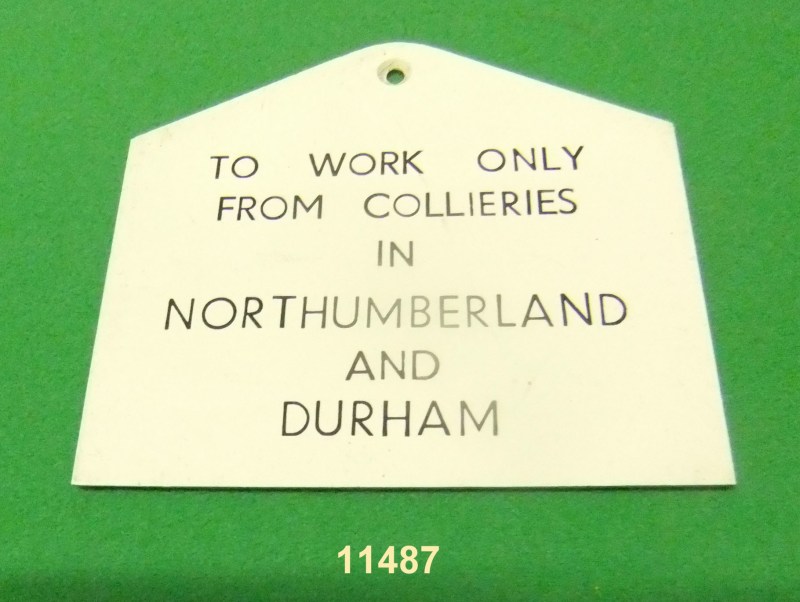 TO WORK ONLY
FROM COLLIERIES
IN
NORTHUMBERLAND
AND
DURHAM
11487